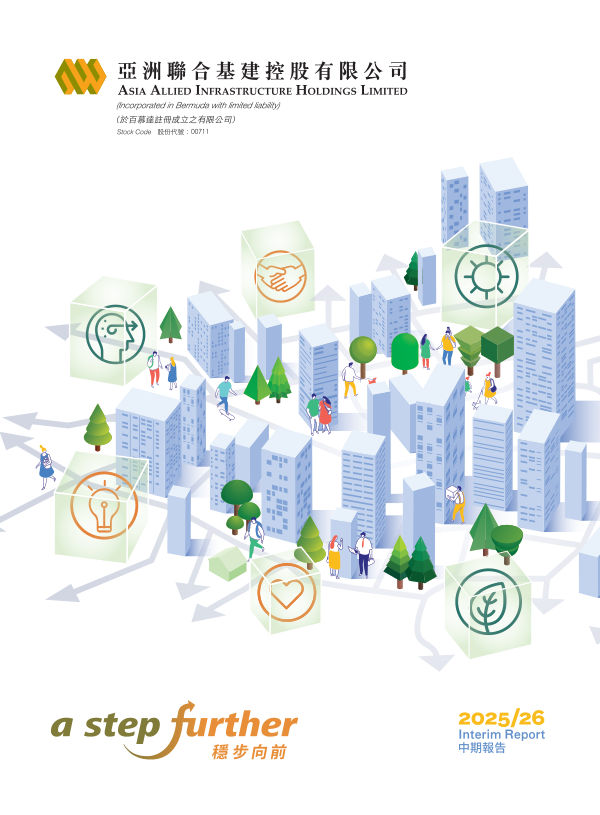 亞洲聯合基建控股有限公司
ASIA ALLIED INFRASTRUCTURE HOLDINGS LIMITED
(Incorporated in Bermuda with limited liability)
(於百慕達註冊成立之有限公司)
Stock Code 股份代號：00711
a step further
穩步向前
2025/26
Interim Report
中期報告